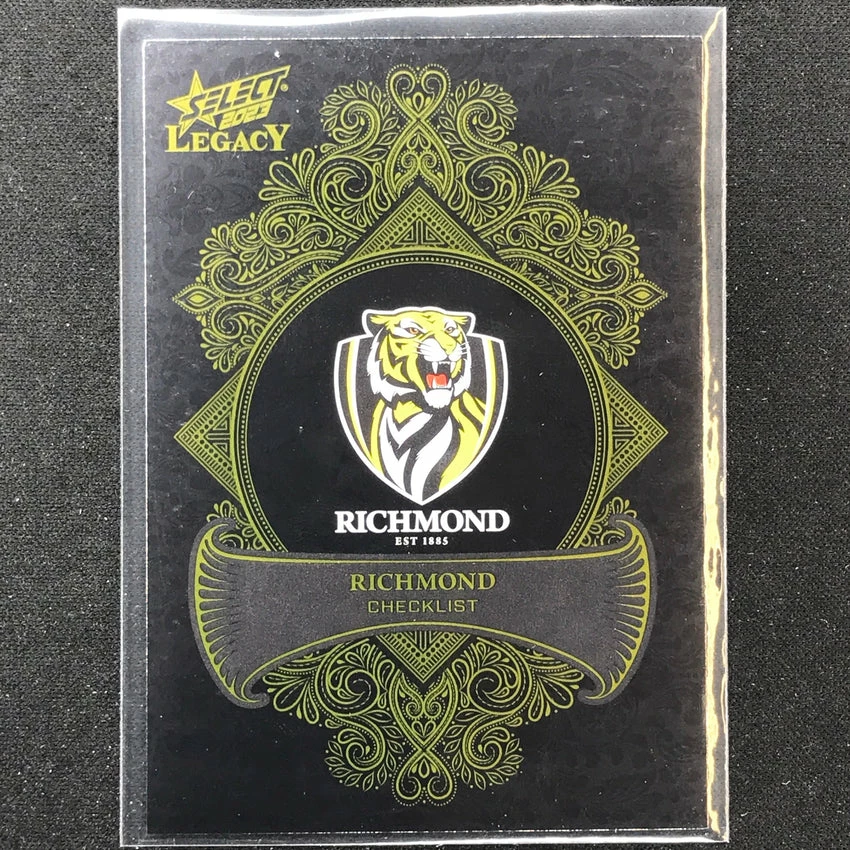 SELECT®
2023
LEGACY
RICHMOND
EST 1885
RICHMOND
CHECKLIST